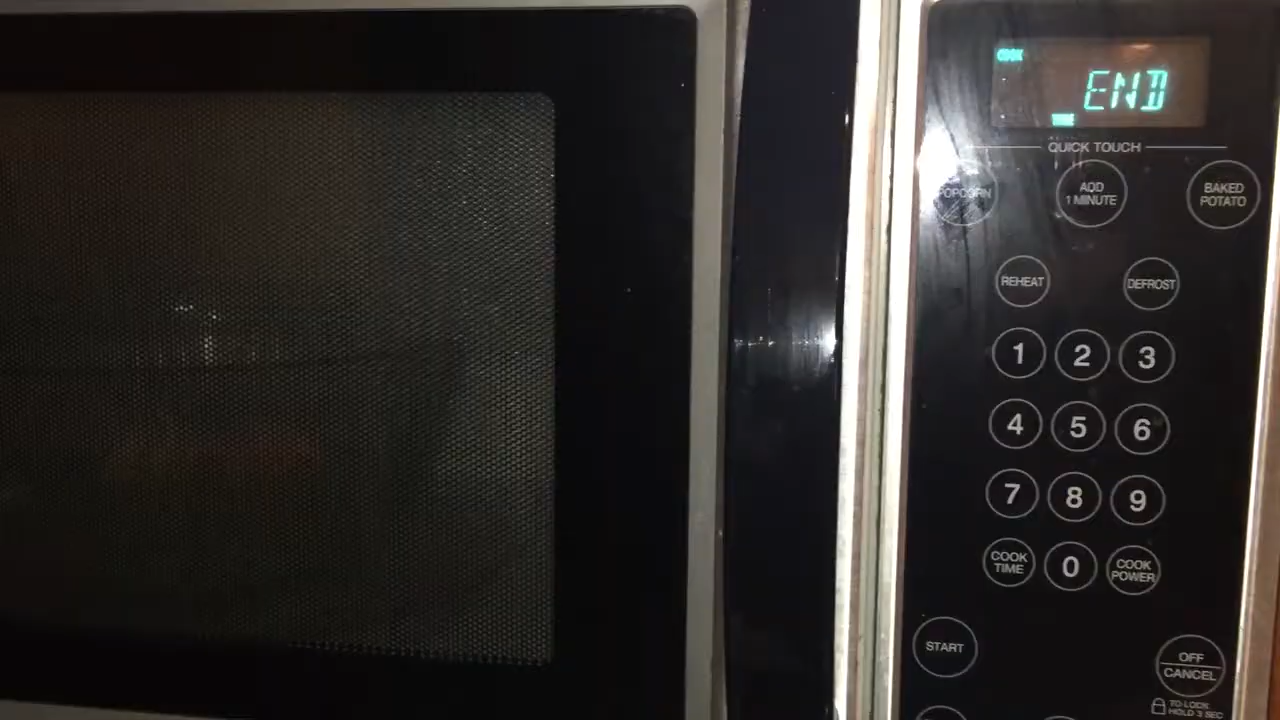 COOK
END
TIME
QUICK TOUCH
POPCORN
ADD
1 MINUTE
BAKED
POTATO
REHEAT
DEFROST
1 2 3
4 5 6
7 8 9
COOK
TIME
0
COOK
POWER
START
OFF
CANCEL
TO LOCK
HOLD 3 SEC